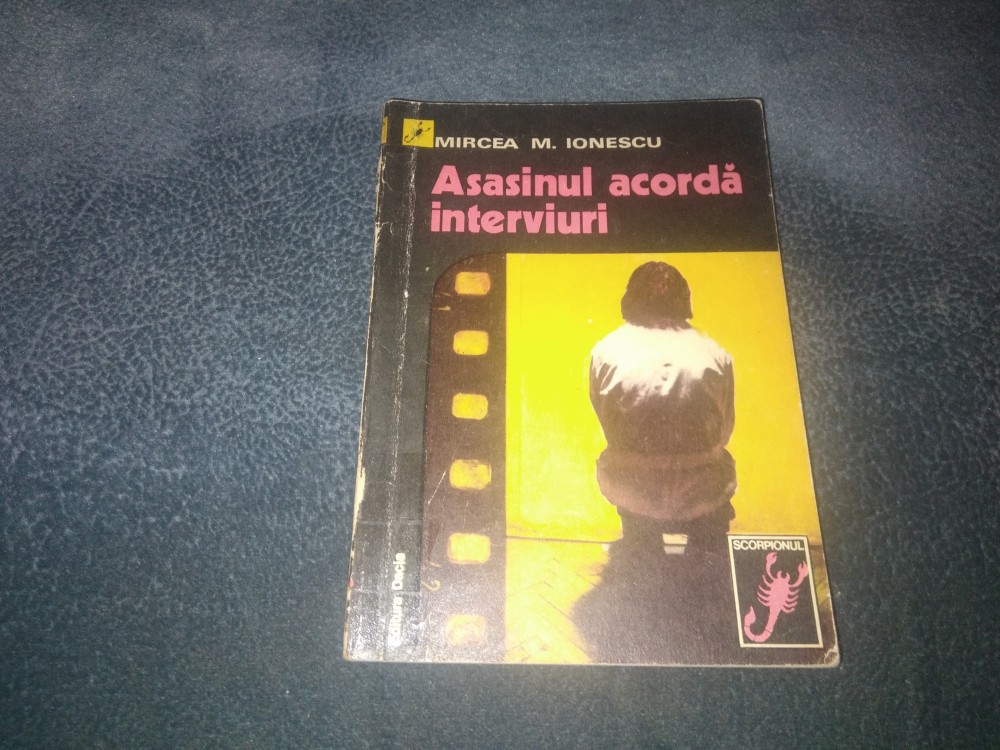 MIRCEA M. IONESCU
Asasinul acordă
interviuri
Editura Dacia
SCORPIONUL